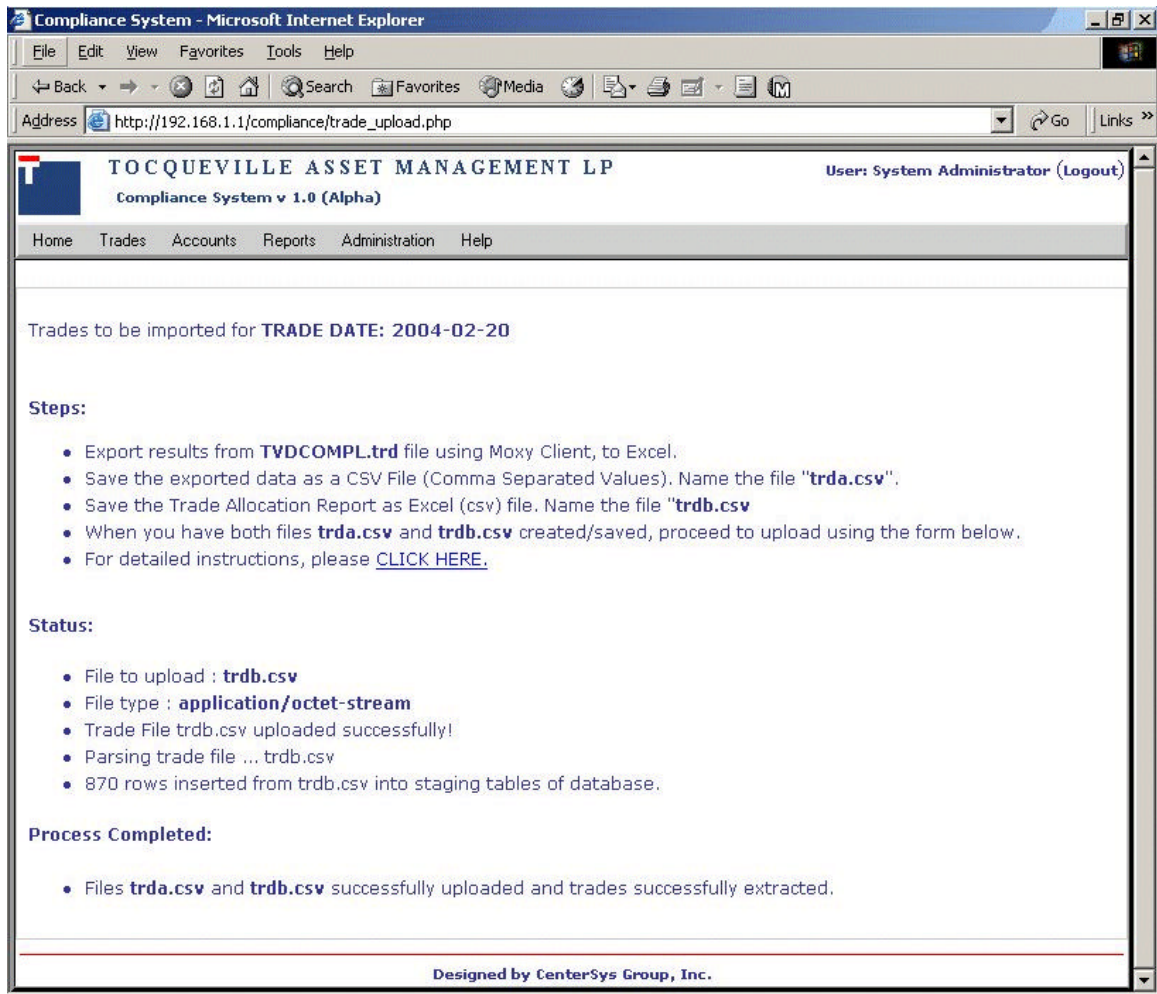 Compliance System - Microsoft Internet Explorer
File Edit View Favorites Tools Help
Back Search Favorites Media
Address http://192.168.1.1/compliance/trade_upload.php Go Links »
T TOCQUEVILLE ASSET MANAGEMENT LP User: System Administrator (Logout)
Compliance System v 1.0 (Alpha)
Home Trades Accounts Reports Administration Help
Trades to be imported for TRADE DATE: 2004-02-20
Steps:
• Export results from TVDCOMPL.trd file using Moxy Client, to Excel.
• Save the exported data as a CSV File (Comma Separated Values). Name the file "trda.csv".
• Save the Trade Allocation Report as Excel (csv) file. Name the file "trdb.csv
• When you have both files trda.csv and trdb.csv created/saved, proceed to upload using the form below.
• For detailed instructions, please CLICK HERE.
Status:
• File to upload : trdb.csv
• File type : application/octet-stream
• Trade File trdb.csv uploaded successfully!
• Parsing trade file ... trdb.csv
• 870 rows inserted from trdb.csv into staging tables of database.
Process Completed:
• Files trda.csv and trdb.csv successfully uploaded and trades successfully extracted.
Designed by CenterSys Group, Inc.